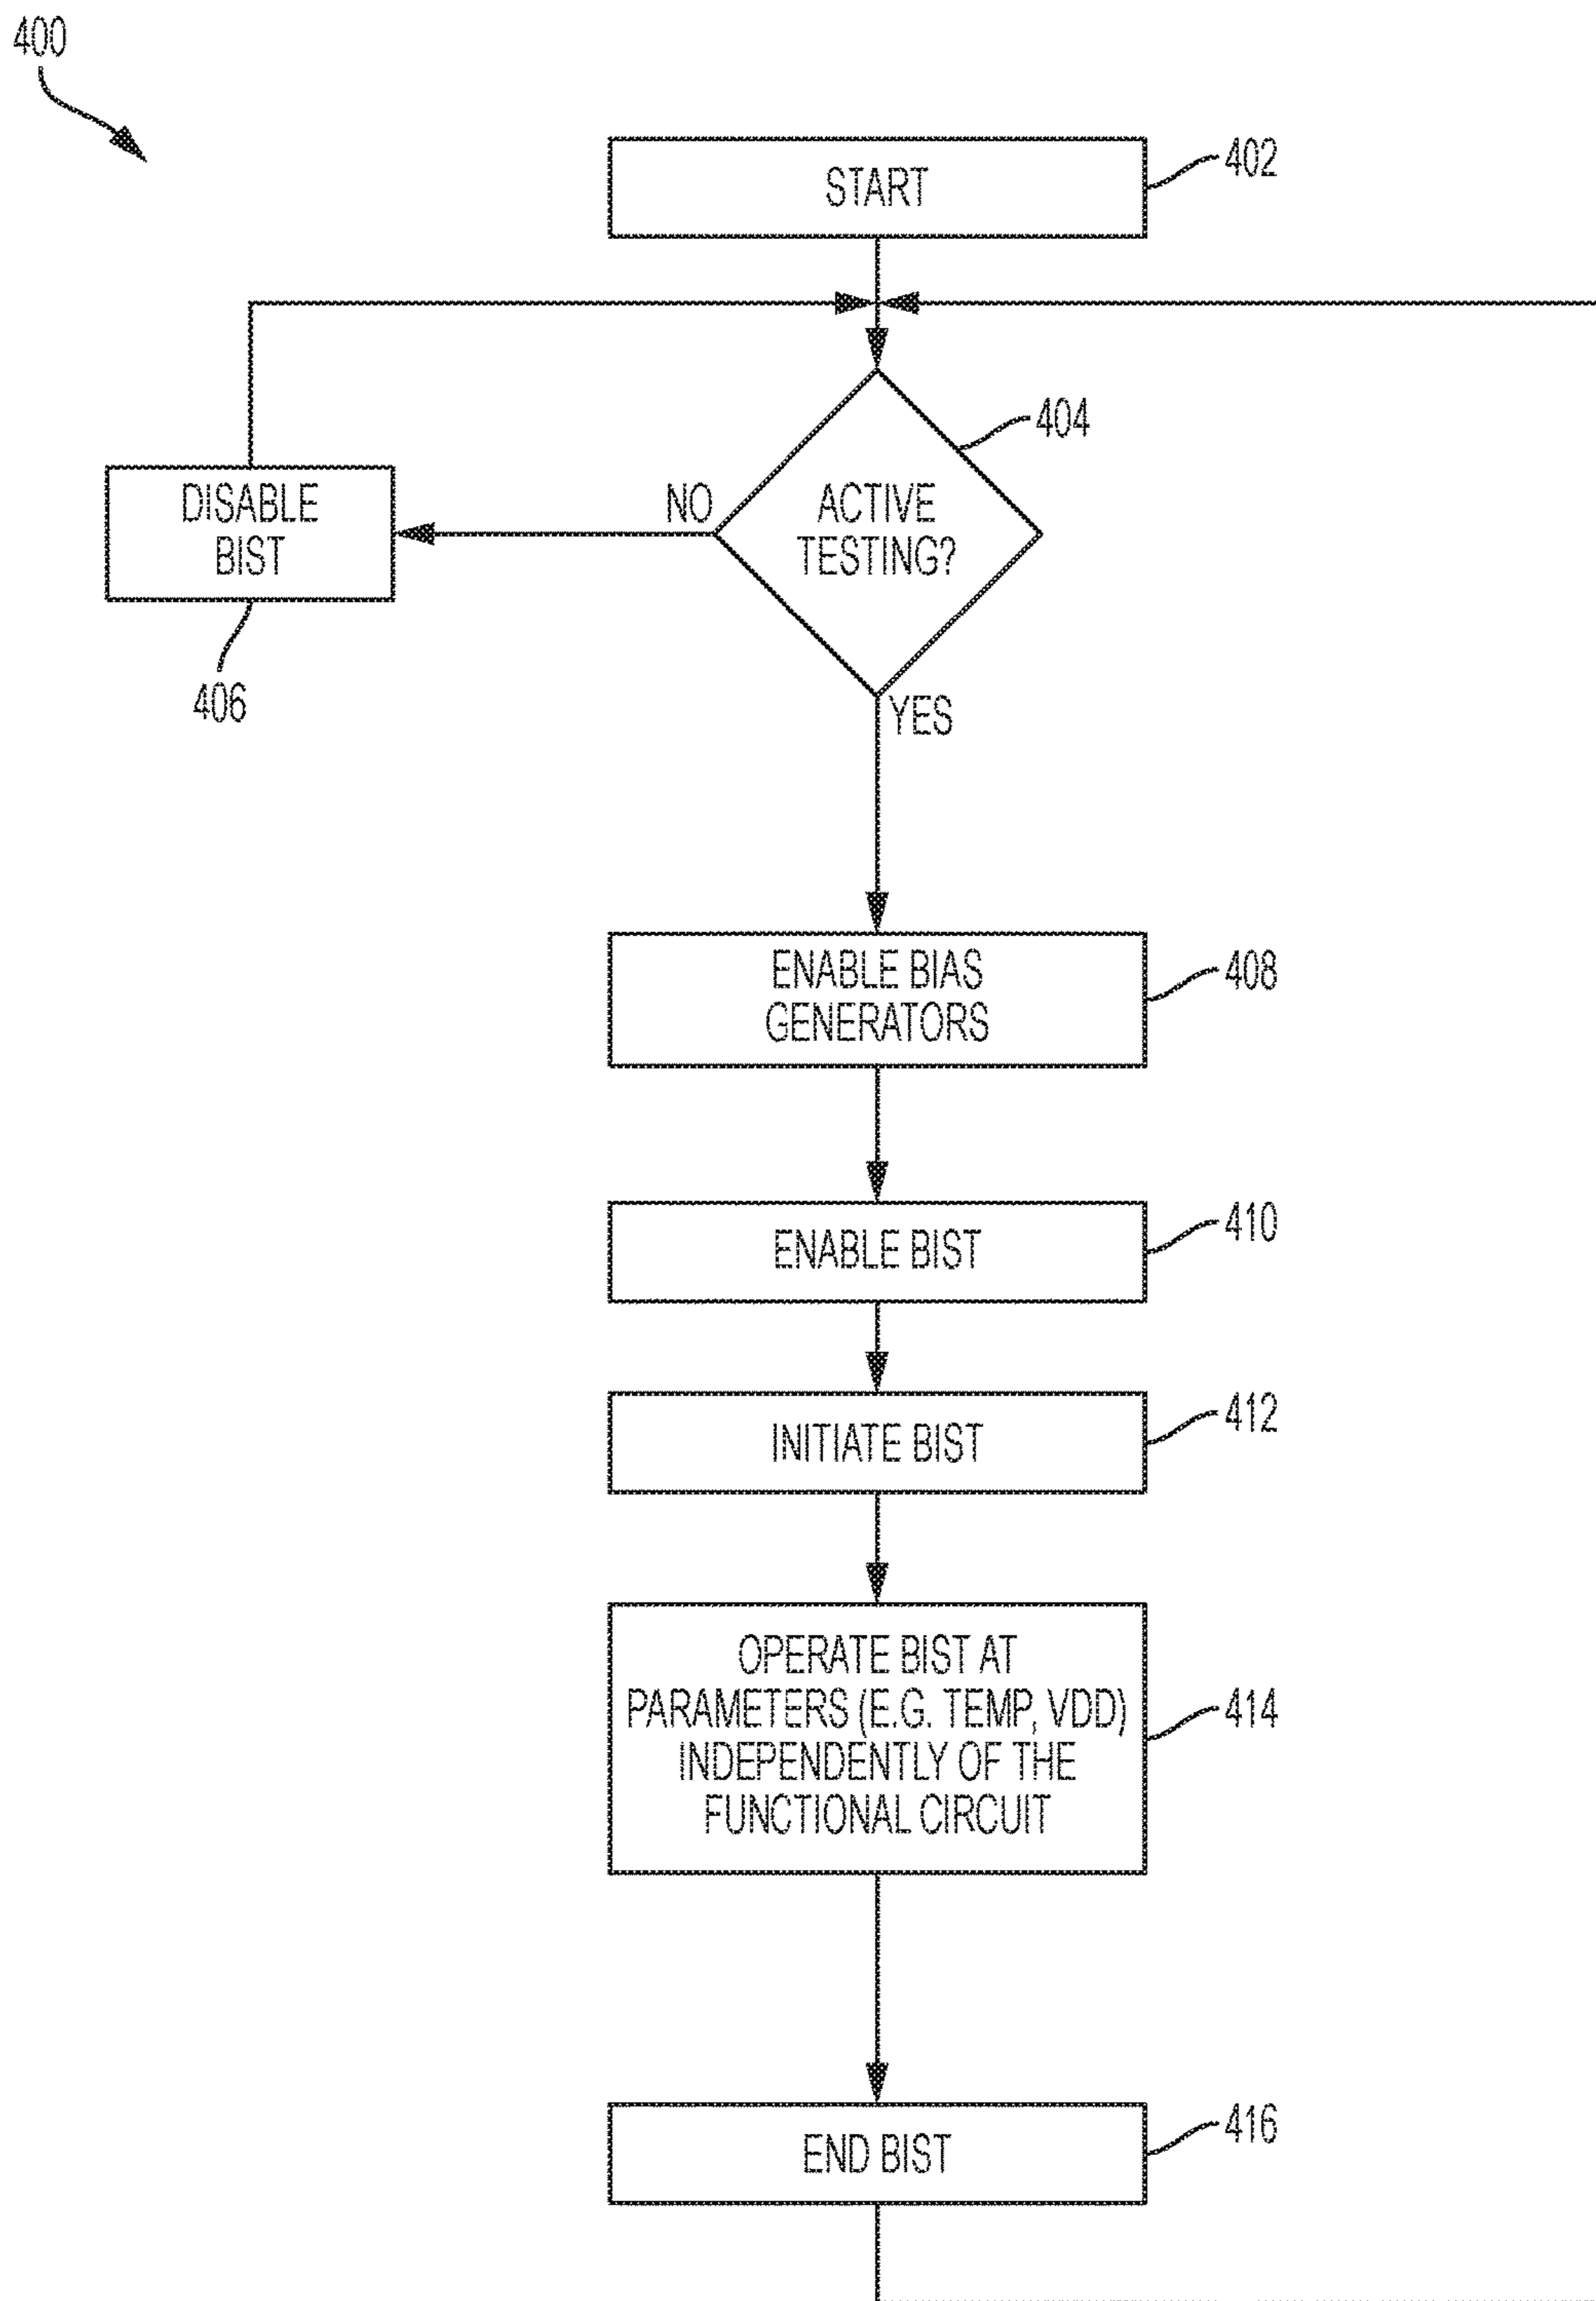 400
START
402
404
ACTIVE
TESTING?
NO
DISABLE
BIST
406
YES
ENABLE BIAS
GENERATORS
408
ENABLE BIST
410
INITIATE BIST
412
OPERATE BIST AT
PARAMETERS (E.G. TEMP, VDD)
INDEPENDENTLY OF THE
FUNCTIONAL CIRCUIT
414
END BIST
416